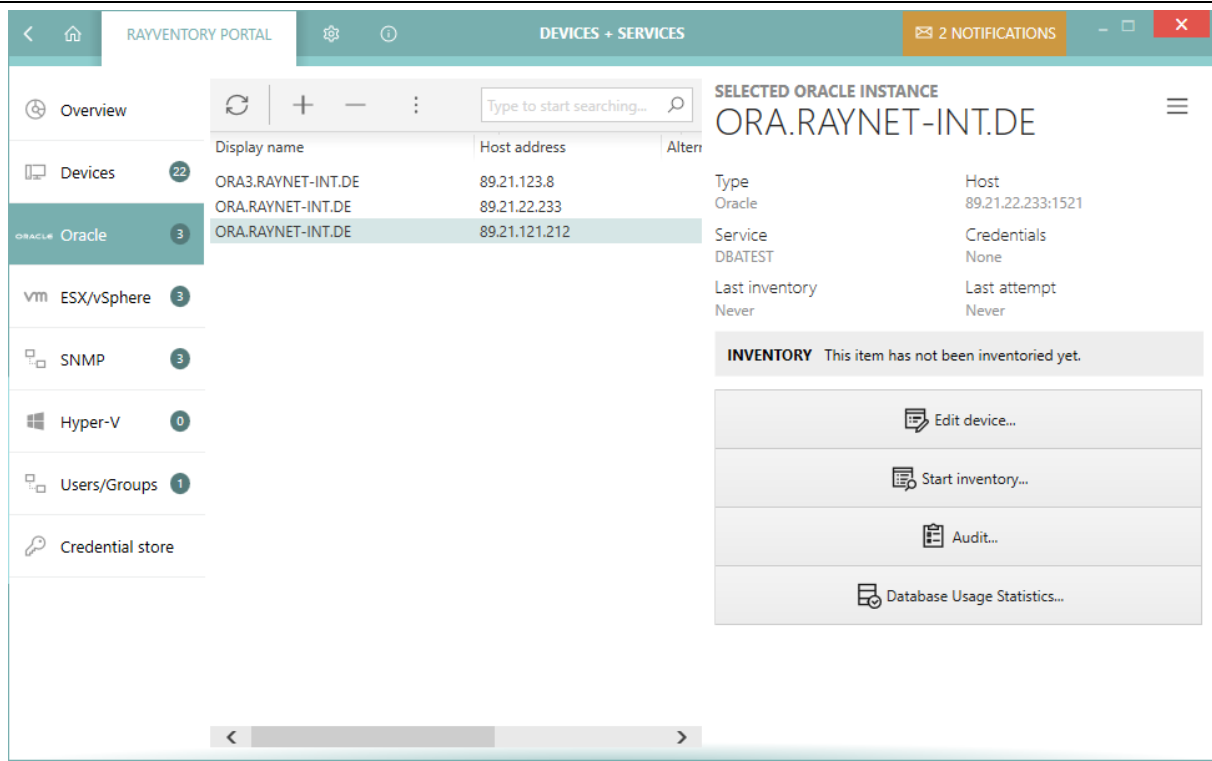 RAYVENTORY PORTAL
DEVICES + SERVICES
2 NOTIFICATIONS
Overview
Devices 22
ORACLE Oracle 3
vm ESX/vSphere 3
SNMP 3
Hyper-V 0
Users/Groups 1
Credential store
Type to start searching...
Display name Host address Altern
ORA3.RAYNET-INT.DE 89.21.123.8
ORA.RAYNET-INT.DE 89.21.22.233
ORA.RAYNET-INT.DE 89.21.121.212
SELECTED ORACLE INSTANCE
ORA.RAYNET-INT.DE
Type Host
Oracle 89.21.22.233:1521
Service Credentials
DBATEST None
Last inventory Last attempt
Never Never
INVENTORY This item has not been inventoried yet.
Edit device...
Start inventory...
Audit...
Database Usage Statistics...